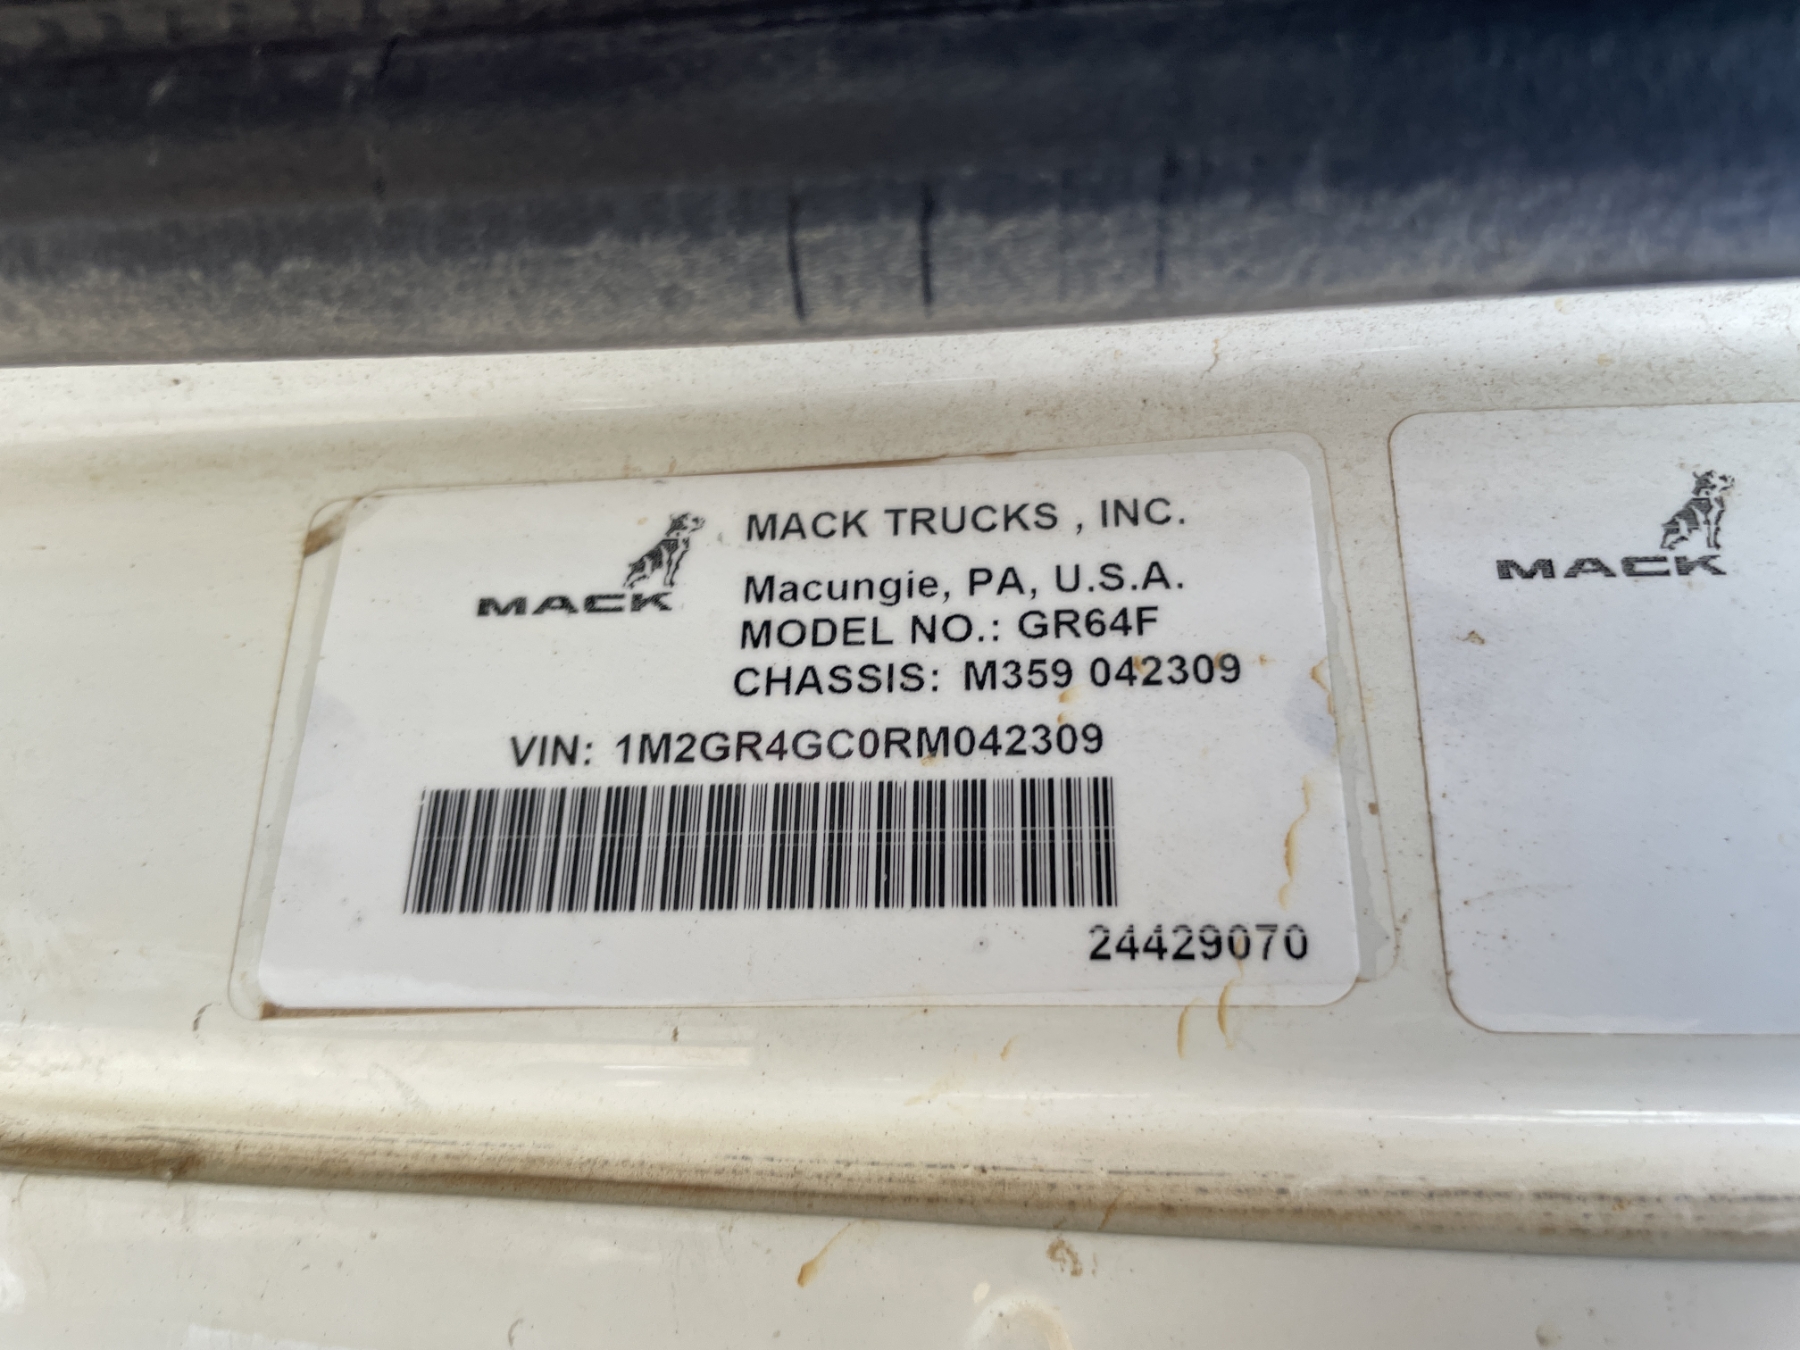 MACK
MACK TRUCKS , INC.
Macungie, PA, U.S.A.
MODEL NO.: GR64F
CHASSIS: M359 042309
VIN: 1M2GR4GC0RM042309
24429070
MACK